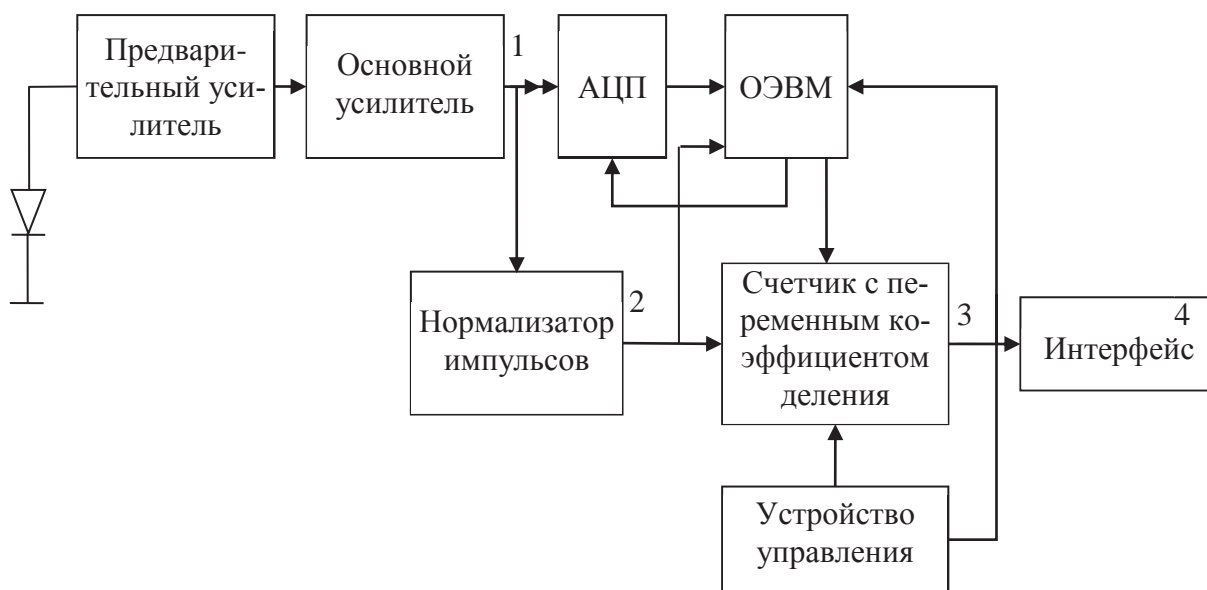 Предвари-
тельный уси-
литель
Основной
усилитель
1
АЦП
ОЭВМ
Нормализатор
импульсов
2
Счетчик с пе-
ременным ко-
эффициентом
деления
3
4
Интерфейс
Устройство
управления